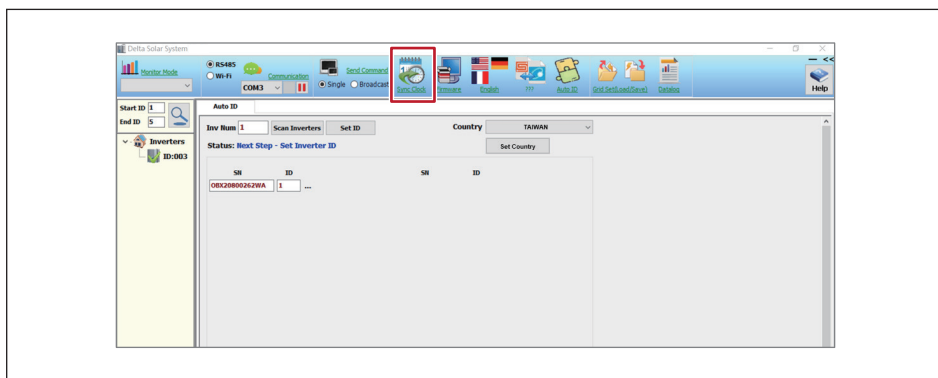 Delta Solar System
Monitor Mode
RS485
Wi-Fi
COM3
Communication
Send Command
Single Broadcast
Sync Clock
Firmware
English
???
Auto ID
Grid Set(Load/Save)
Datalog
<<
Help
Start ID 1
End ID 5
Inverters
ID:003
Auto ID
Inv Num 1 Scan Inverters Set ID Country TAIWAN
Status: Next Step - Set Inverter ID Set Country
SN ID SN ID
O8X20800262WA 1 ...